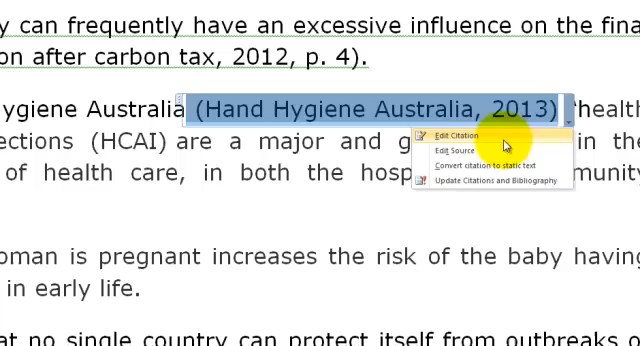 y can frequently have an excessive influence on the fina
on after carbon tax, 2012, p. 4).
ygiene Australia (Hand Hygiene Australia, 2013) “health
ections (HCAI) are a major and g in the
of health care, in both the hosp munity
Edit Citation
Edit Source
Convert citation to static text
Update Citations and Bibliography
oman is pregnant increases the risk of the baby having
in early life.
at no single country can protect itself from outbreaks o